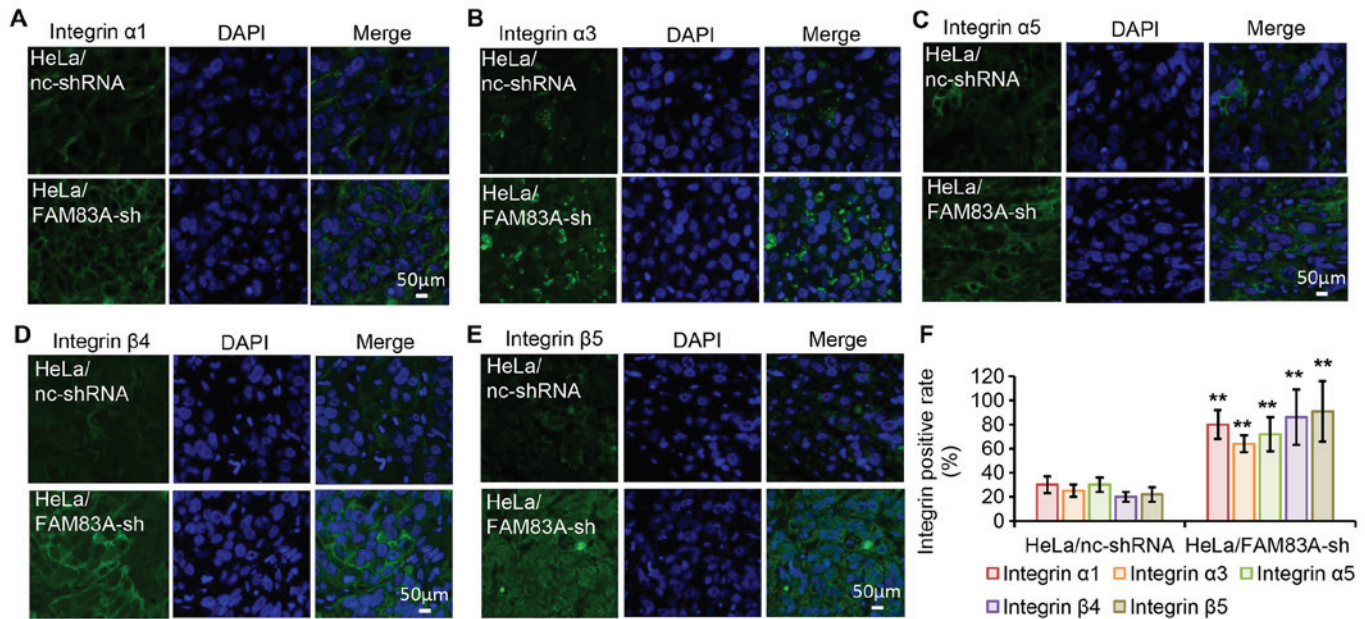 A
Integrin α1
DAPI
Merge
HeLa/
nc-shRNA
HeLa/
FAM83A-sh
50μm
B
Integrin α3
DAPI
Merge
HeLa/
nc-shRNA
HeLa/
FAM83A-sh
50μm
C
Integrin α5
DAPI
Merge
HeLa/
nc-shRNA
HeLa/
FAM83A-sh
50μm
D
Integrin β4
DAPI
Merge
HeLa/
nc-shRNA
HeLa/
FAM83A-sh
50μm
E
Integrin β5
DAPI
Merge
HeLa/
nc-shRNA
HeLa/
FAM83A-sh
50μm
F
Integrin positive rate
(%)
120
100
80
60
40
20
0
** ** ** ** **
HeLa/nc-shRNA HeLa/FAM83A-sh
Integrin α1 Integrin α3 Integrin α5
Integrin β4 Integrin β5